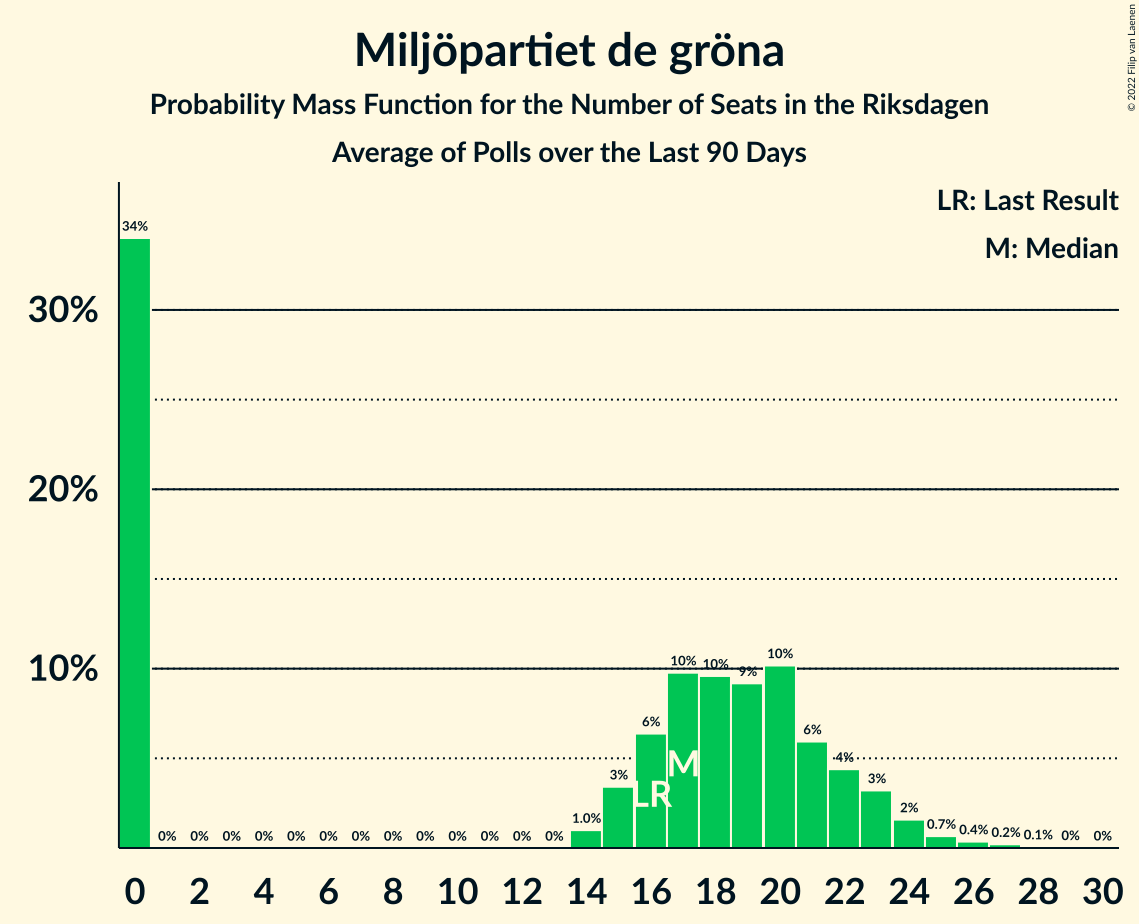 © 2022 Filip van Laenen
Miljöpartiet de gröna
Probability Mass Function for the Number of Seats in the Riksdagen
Average of Polls over the Last 90 Days
LR: Last Result
M: Median
34%
30%
20%
10%
0% 0% 0% 0% 0% 0% 0% 0% 0% 0% 0% 0% 0% 1.0% 3% 6% 10% 10% 9% 10% 6% 4% 3% 2% 0.7% 0.4% 0.2% 0.1% 0% 0%
M
LR
0 2 4 6 8 10 12 14 16 18 20 22 24 26 28 30